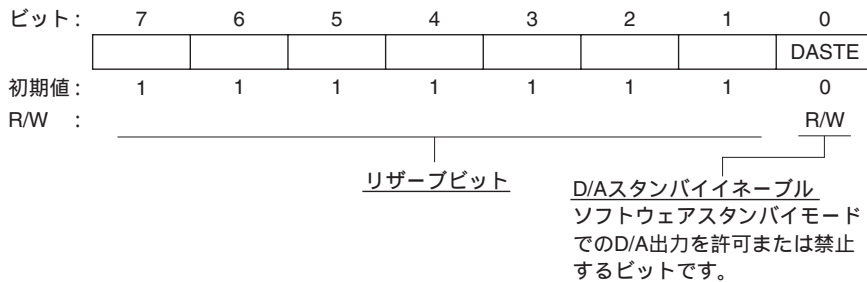 ビット : 7 6 5 4 3 2 1 0
DASTE
初期値 : 1 1 1 1 1 1 1 0
R/W : R/W
リザーブビット
D/Aスタンバイイネーブル
ソフトウェアスタンバイモード
でのD/A出力を許可または禁止
するビットです。